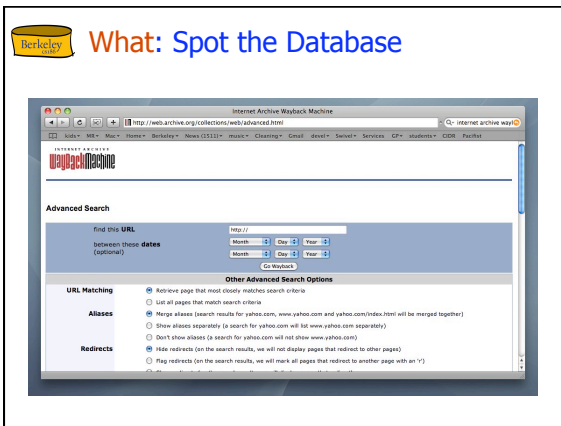 Berkeley
cs186
What: Spot the Database
Internet Archive Wayback Machine
http://web.archive.org/collections/web/advanced.html
internet archive wayl
kids MR Mac Home Berkeley News (1511) music Cleaning Gmail devel Swivel Services GP students CIDR Pacifist
INTERNET ARCHIVE
WayBackMachine
Advanced Search
find this URL http://
between these dates Month Day Year
(optional) Month Day Year
Go Wayback
Other Advanced Search Options
URL Matching Retrieve page that most closely matches search criteria
List all pages that match search criteria
Aliases Merge aliases (search results for yahoo.com, www.yahoo.com and yahoo.com/index.html will be merged together)
Show aliases separately (a search for yahoo.com will list www.yahoo.com separately)
Don't show aliases (a search for yahoo.com will not show www.yahoo.com)
Redirects Hide redirects (on the search results, we will not display pages that redirect to other pages)
Flag redirects (on the search results, we will mark all pages that redirect to another page with an 'r')